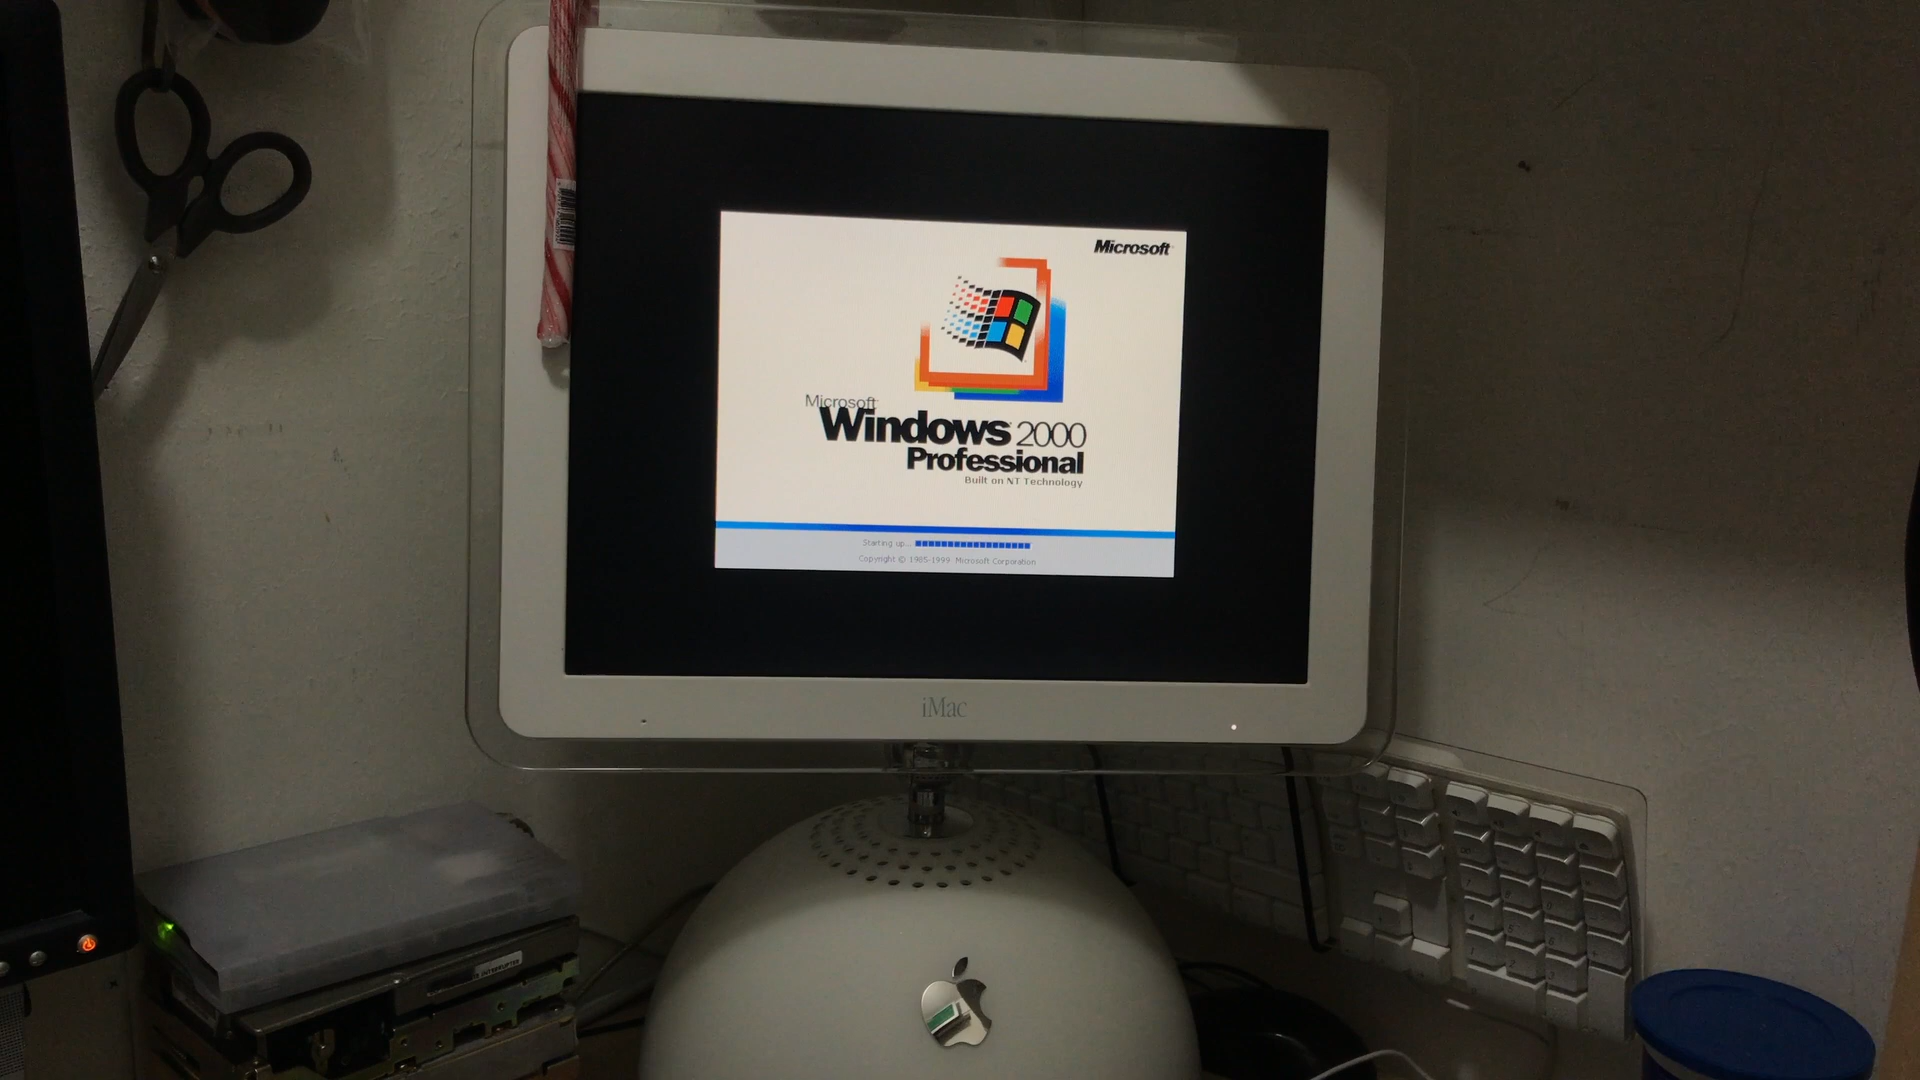 Microsoft
Microsoft
Windows 2000
Professional
Built on NT Technology
Starting up...
Copyright © 1985-1999 Microsoft Corporation
iMac